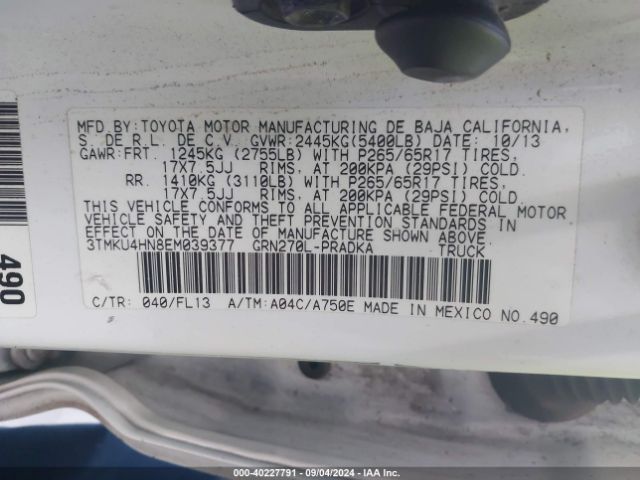 MFD.BY:TOYOTA MOTOR MANUFACTURING DE BAJA CALIFORNIA,
S. DE R.L. DE C.V. GVWR:2445KG(5400LB) DATE: 10/13
GAWR:FRT. 1245KG (2755LB) WITH P265/65R17 TIRES,
17X7.5JJ RIMS, AT 200KPA (29PSI) COLD.
RR. 1410KG (3110LB) WITH P265/65R17 TIRES,
17X7.5JJ RIMS, AT 200KPA (29PSI) COLD.
THIS VEHICLE CONFORMS TO ALL APPLICABLE FEDERAL MOTOR
VEHICLE SAFETY AND THEFT PREVENTION STANDARDS IN
EFFECT ON THE DATE OF MANUFACTURE SHOWN ABOVE.
3TMKU4HN8EM039377 GRN270L-PRADKA TRUCK
C/TR: 040/FL13 A/TM:A04C/A750E MADE IN MEXICO NO.490
490
000-40227791 - 09/04/2024 - IAA Inc.